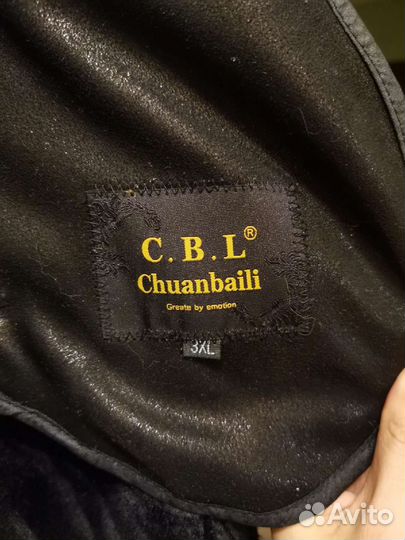 C.B.L®
Chuanbaili
Greate by emotion
3XL
Avito